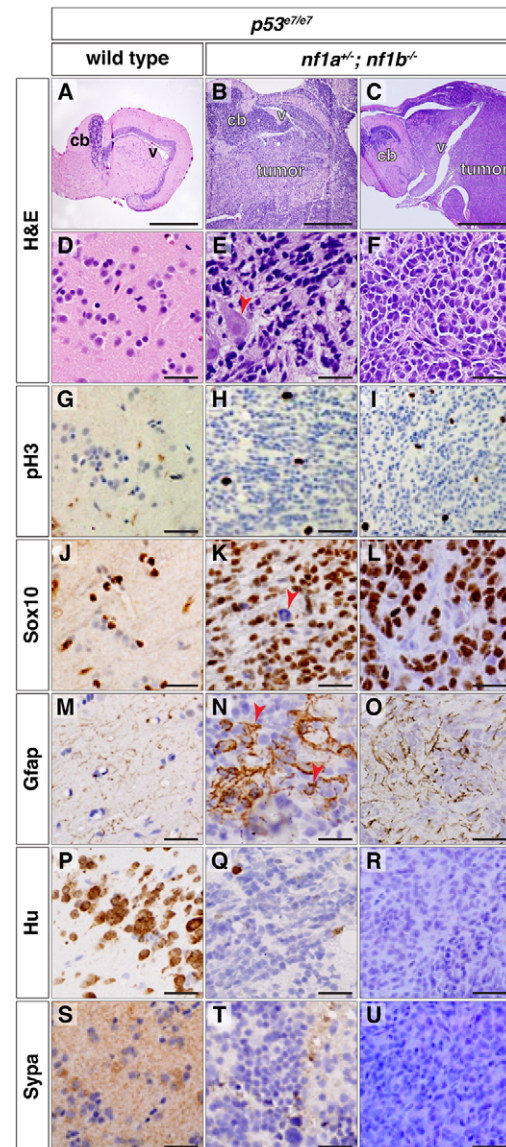 p53e7/e7
wild type
nf1a+/-; nf1b-/-
H&E
A
cb
v
B
cb
v
tumor
C
cb
v
tumor
D
E
F
pH3
G
H
I
Sox10
J
K
L
Gfap
M
N
O
Hu
P
Q
R
Sypa
S
T
U